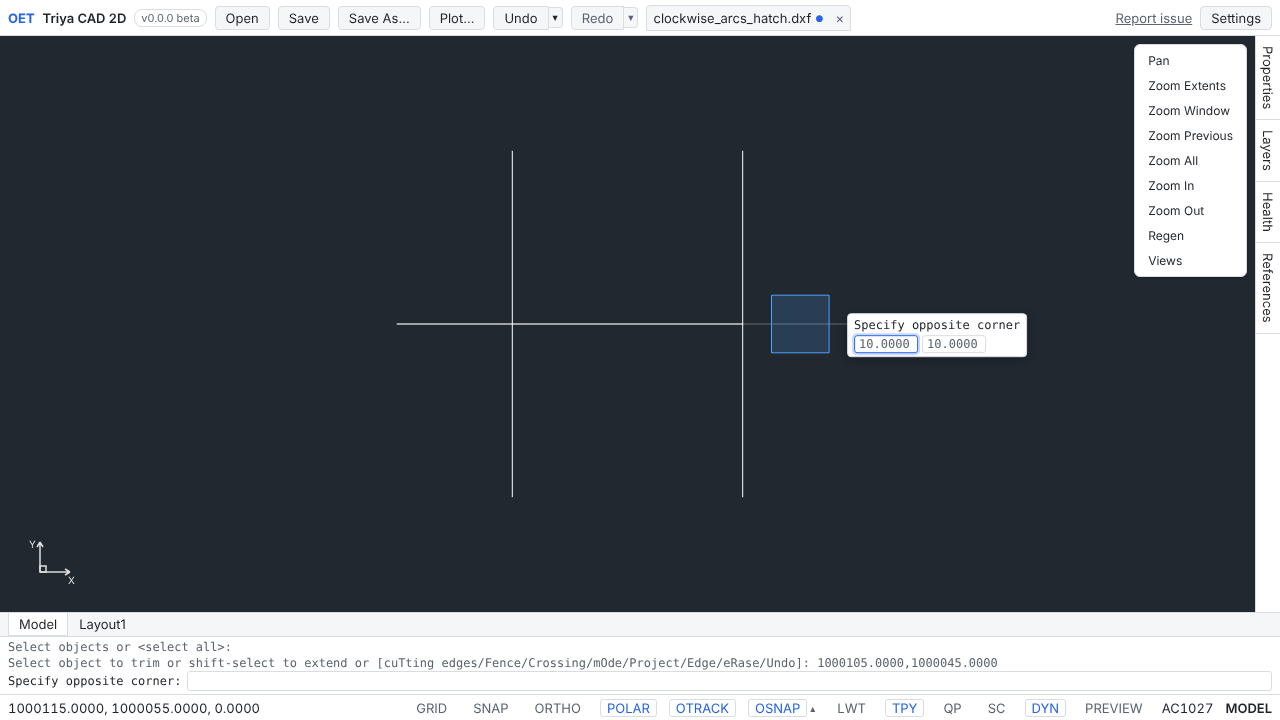 OET Triya CAD 2D v0.0.0 beta Open Save Save As... Plot... Undo ▾ Redo ▾ clockwise_arcs_hatch.dxf ● × Report issue Settings
Pan
Zoom Extents
Zoom Window
Zoom Previous
Zoom All
Zoom In
Zoom Out
Regen
Views
Properties
Layers
Health
References
Specify opposite corner
10.0000 10.0000
Y
X
Model Layout1
Select objects or <select all>:
Select object to trim or shift-select to extend or [cuTting edges/Fence/Crossing/mOde/Project/Edge/eRase/Undo]: 1000105.0000,1000045.0000
Specify opposite corner:
1000115.0000, 1000055.0000, 0.0000 GRID SNAP ORTHO POLAR OTRACK OSNAP ▴ LWT TPY QP SC DYN PREVIEW AC1027 MODEL